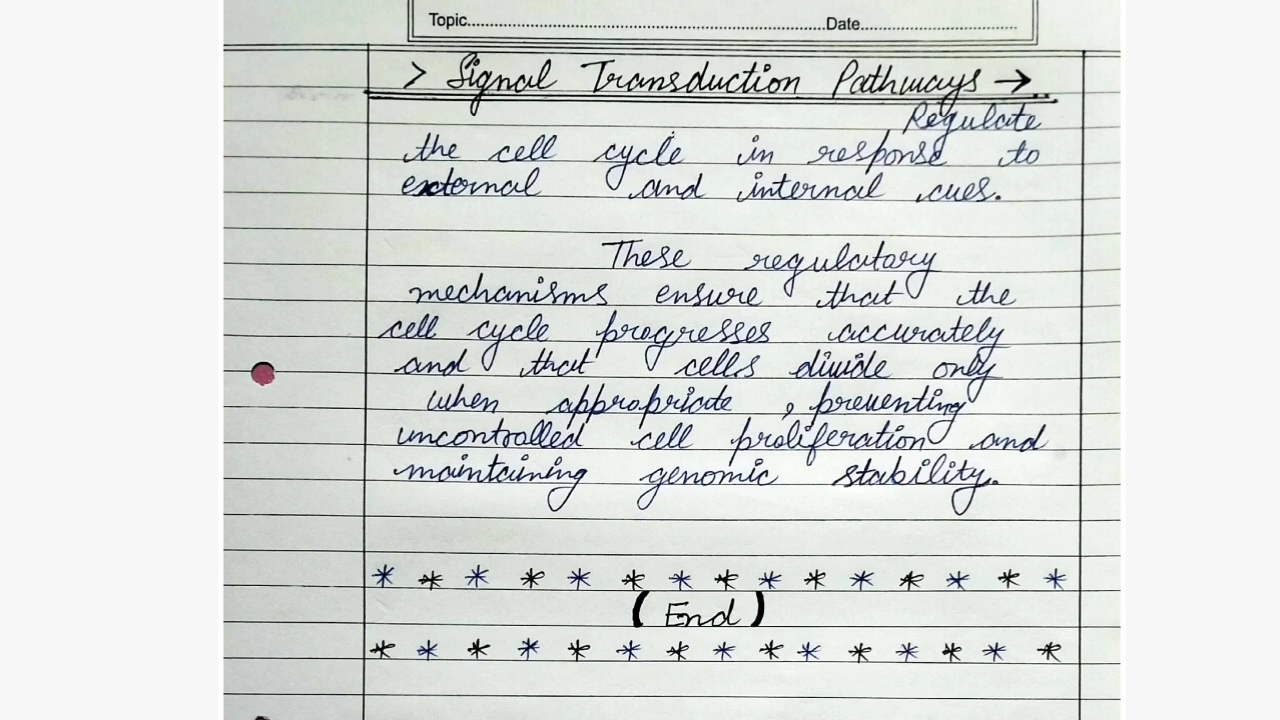 Topic..........................................................................................Date........................................
> Signal Transduction Pathways →
Regulate
the cell cycle in response to
external and internal cues.
These regulatory
mechanisms ensure that the
cell cycle progresses accurately
and that cells divide only
when appropriate , preventing
uncontrolled cell proliferation and
maintaining genomic stability.
* * * * * * * * * * * * * * *
( End )
* * * * * * * * * * * * * * *